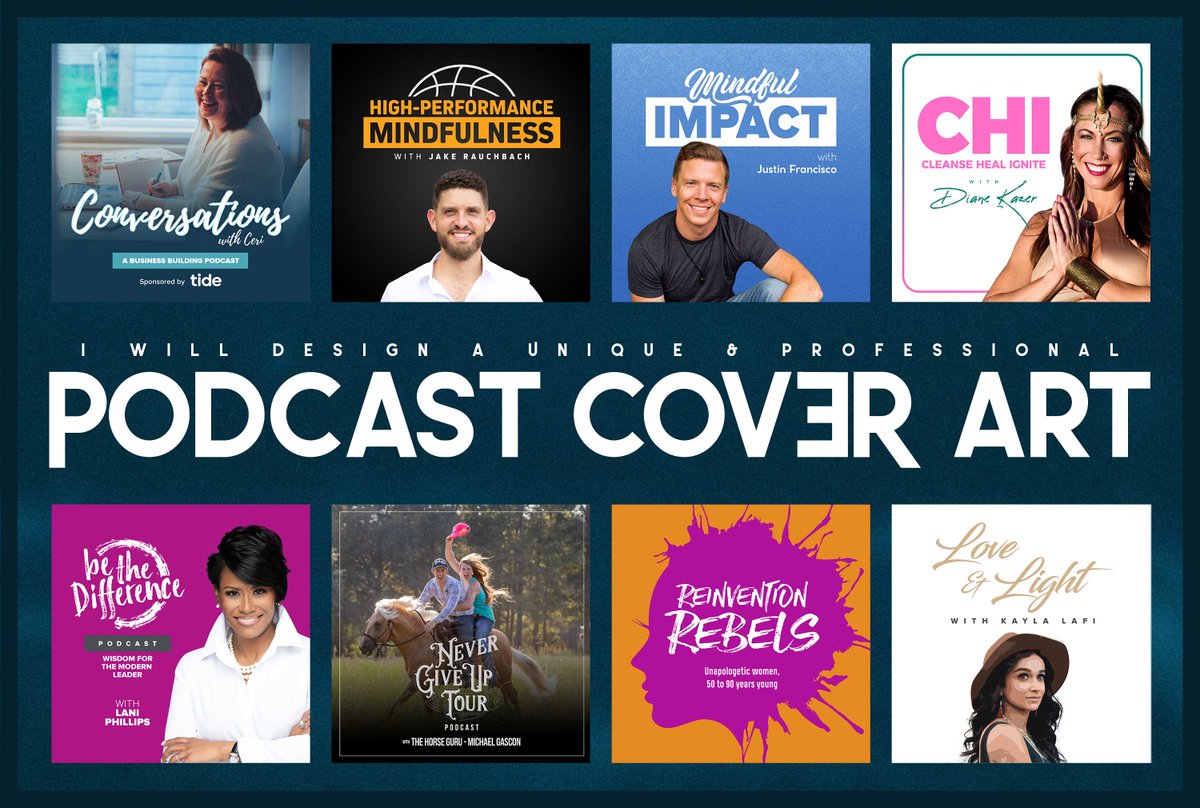 Conversations
with Ceri
A BUSINESS BUILDING PODCAST
Sponsored by tide
HIGH-PERFORMANCE
MINDFULNESS
WITH JAKE RAUCHBACH
Mindful
IMPACT
with
Justin Francisco
CHI
CLEANSE HEAL IGNITE
WITH
Diane Kazer
I WILL DESIGN A UNIQUE & PROFESSIONAL
PODCAST COVER ART
be the
Difference
PODCAST
WISDOM FOR
THE MODERN
LEADER
WITH
LANI
PHILLIPS
NEVER
GIVE UP
TOUR
PODCAST
WITH THE HORSE GURU - MICHAEL GASCON
REINVENTION
REBELS
Unapologetic women,
50 to 90 years young
Love
& Light
WITH KAYLA LAFI